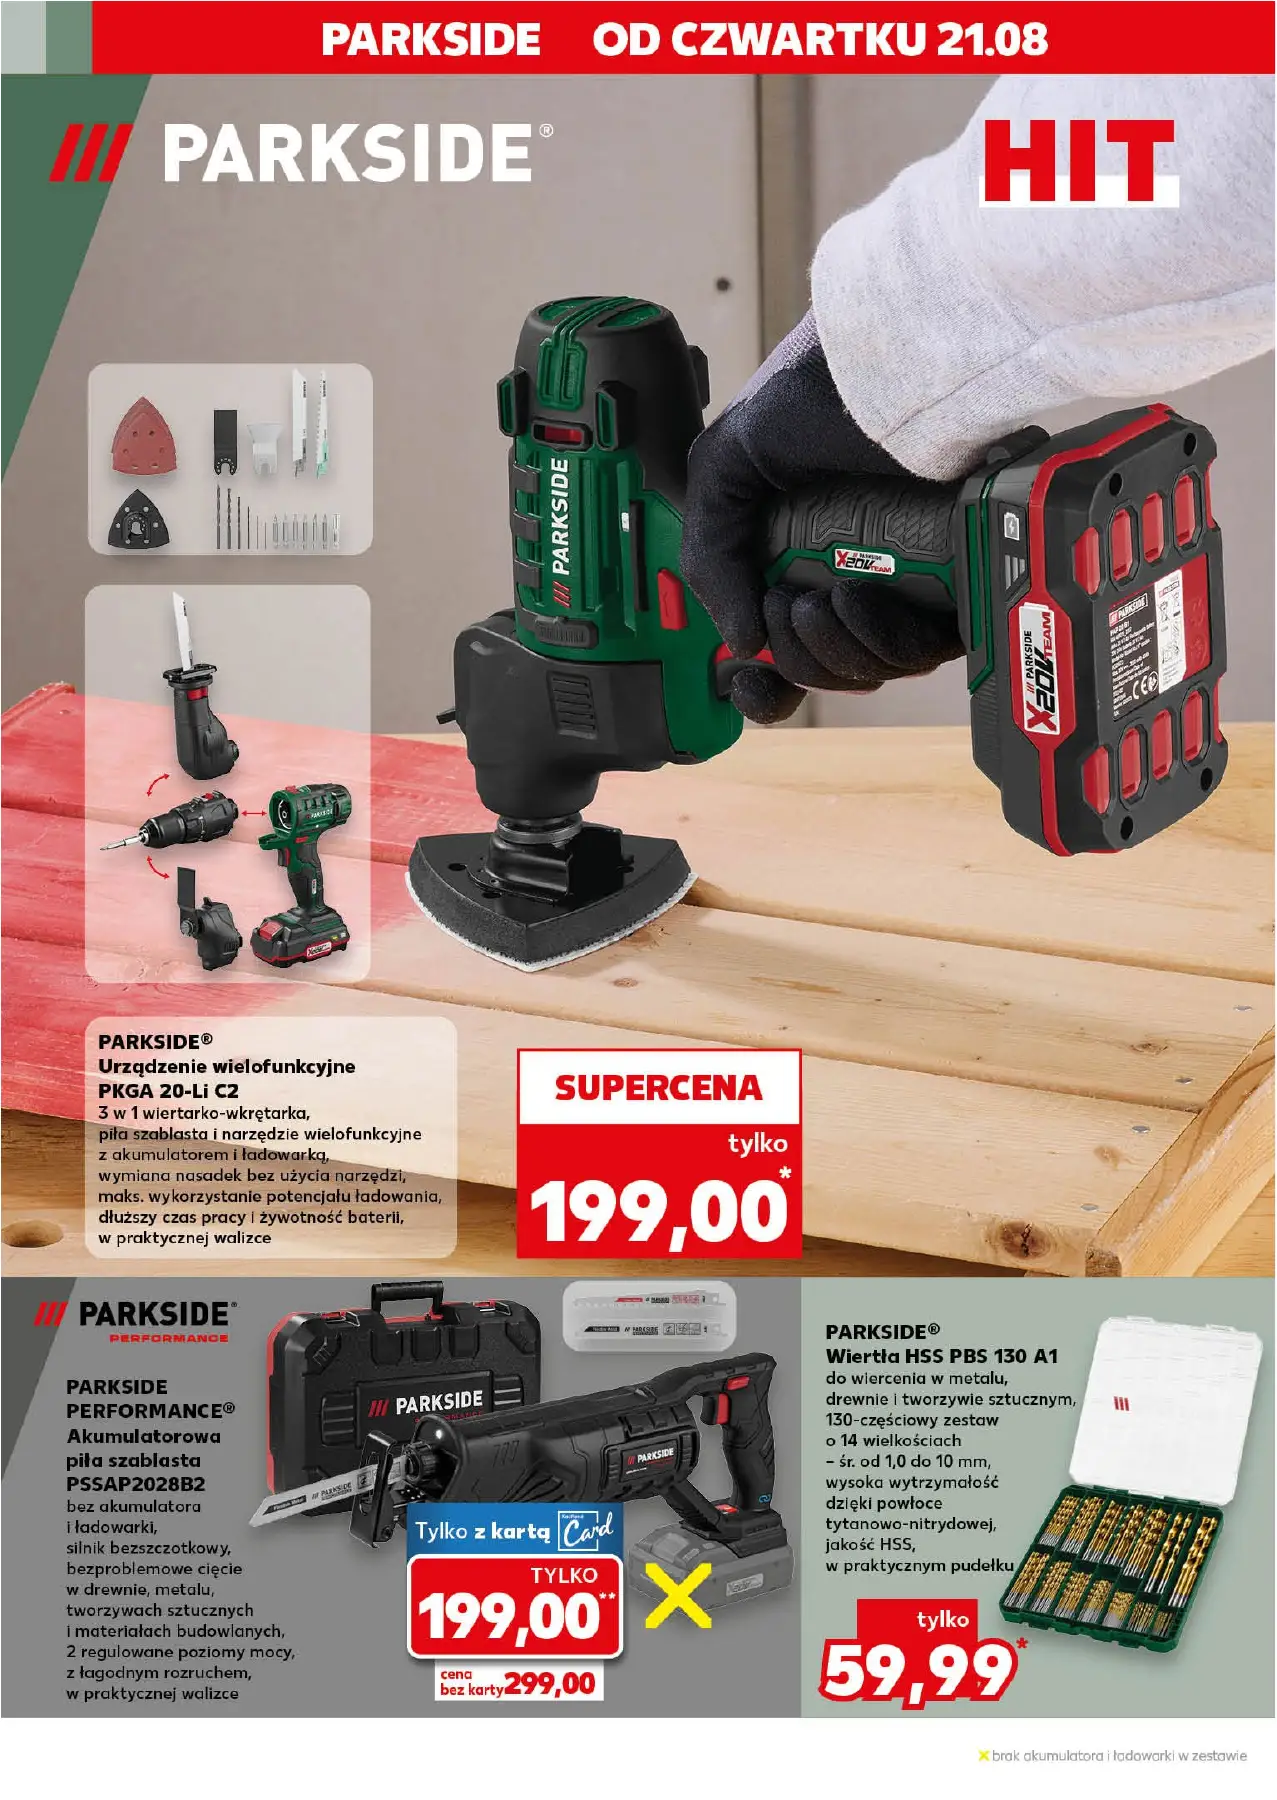 PARKSIDE OD CZWARTKU 21.08
PARKSIDE®
HIT
PARKSIDE
PARKSIDE
X20V TEAM
PARKSIDE
X20V TEAM
PARKSIDE
PARKSIDE
PARKSIDE®
Urządzenie wielofunkcyjne
PKGA 20-Li C2
3 w 1 wiertarko-wkrętarka,
piła szablasta i narzędzie wielofunkcyjne
z akumulatorem i ładowarką,
wymiana nasadek bez użycia narzędzi,
maks. wykorzystanie potencjału ładowania,
dłuższy czas pracy i żywotność baterii,
w praktycznej walizce
SUPERCENA
tylko
199,00*
PARKSIDE®
PERFORMANCE
PARKSIDE
PERFORMANCE®
Akumulatorowa
piła szablasta
PSSAP2028B2
bez akumulatora
i ładowarki,
silnik bezszczotkowy,
bezproblemowe cięcie
w drewnie, metalu,
tworzywach sztucznych
i materiałach budowlanych,
2 regulowane poziomy mocy,
z łagodnym rozruchem,
w praktycznej walizce
PARKSIDE
PARKSIDE
PARKSIDE
Tylko z kartą Kaufland Card
TYLKO
199,00**
cena
bez karty 299,00
PARKSIDE®
Wiertła HSS PBS 130 A1
do wiercenia w metalu,
drewnie i tworzywie sztucznym,
130-częściowy zestaw
o 14 wielkościach
– śr. od 1,0 do 10 mm,
wysoka wytrzymałość
dzięki powłoce
tytanowo-nitrydowej,
jakość HSS,
w praktycznym pudełku
tylko
59,99*
brak akumulatora i ładowarki w zestawie